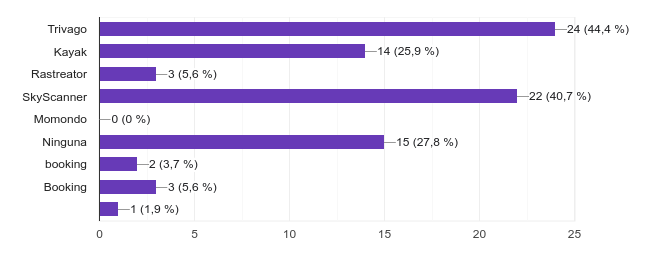 Trivago 24 (44,4 %)
Kayak 14 (25,9 %)
Rastreator 3 (5,6 %)
SkyScanner 22 (40,7 %)
Momondo 0 (0 %)
Ninguna 15 (27,8 %)
booking 2 (3,7 %)
Booking 3 (5,6 %)
1 (1,9 %)
0 5 10 15 20 25